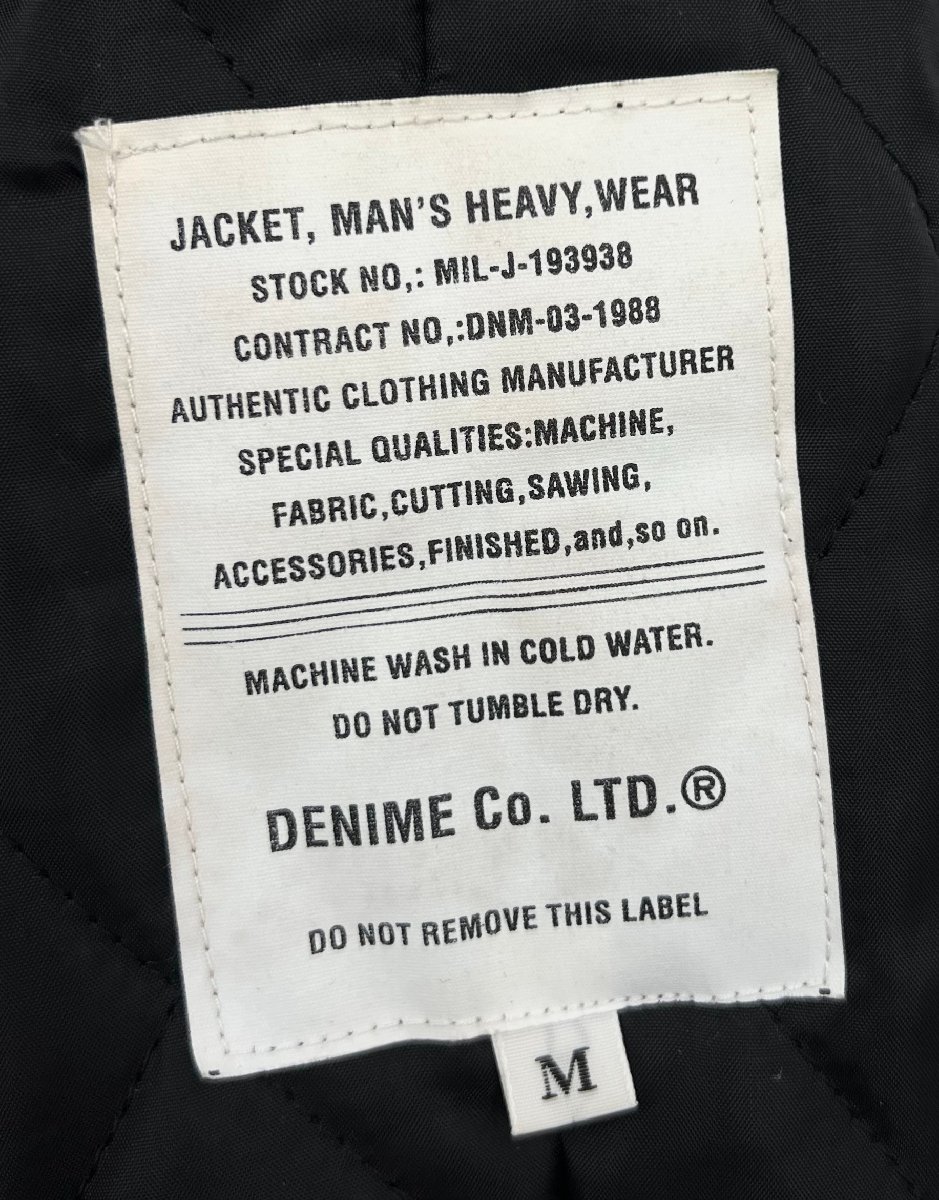 JACKET, MAN'S HEAVY,WEAR
STOCK NO,: MIL-J-193938
CONTRACT NO,:DNM-03-1988
AUTHENTIC CLOTHING MANUFACTURER
SPECIAL QUALITIES:MACHINE,
FABRIC,CUTTING,SAWING,
ACCESSORIES,FINISHED,and,so on.
MACHINE WASH IN COLD WATER.
DO NOT TUMBLE DRY.
DENIME Co. LTD.®
DO NOT REMOVE THIS LABEL
M